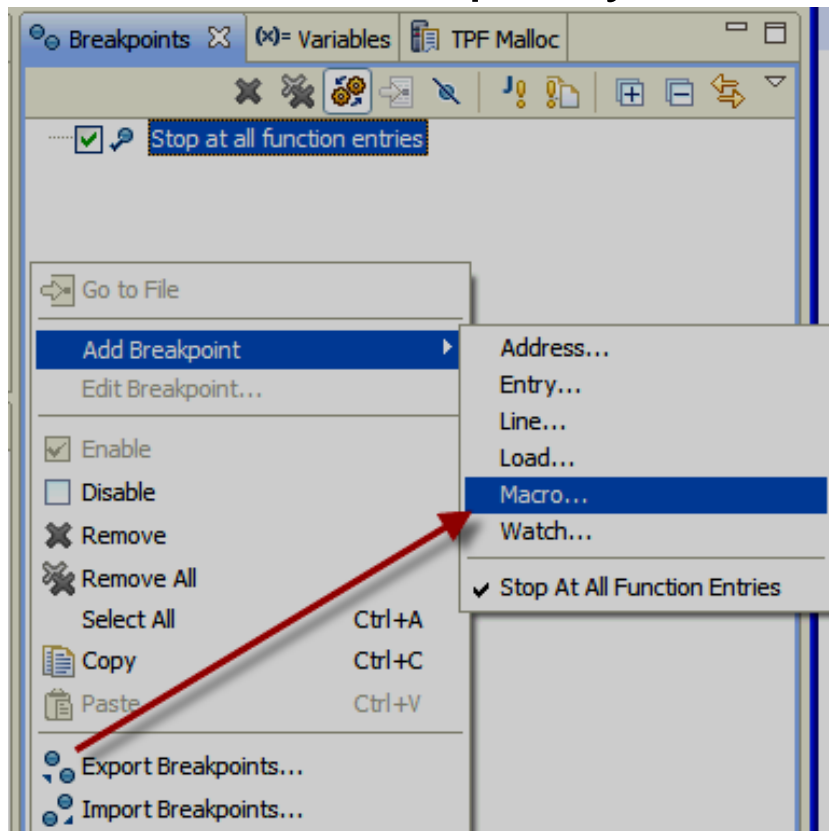 Breakpoints (x)= Variables TPF Malloc
Stop at all function entries
Go to File
Add Breakpoint
Edit Breakpoint...
Enable
Disable
Remove
Remove All
Select All Ctrl+A
Copy Ctrl+C
Paste Ctrl+V
Export Breakpoints...
Import Breakpoints...
Address...
Entry...
Line...
Load...
Macro...
Watch...
Stop At All Function Entries